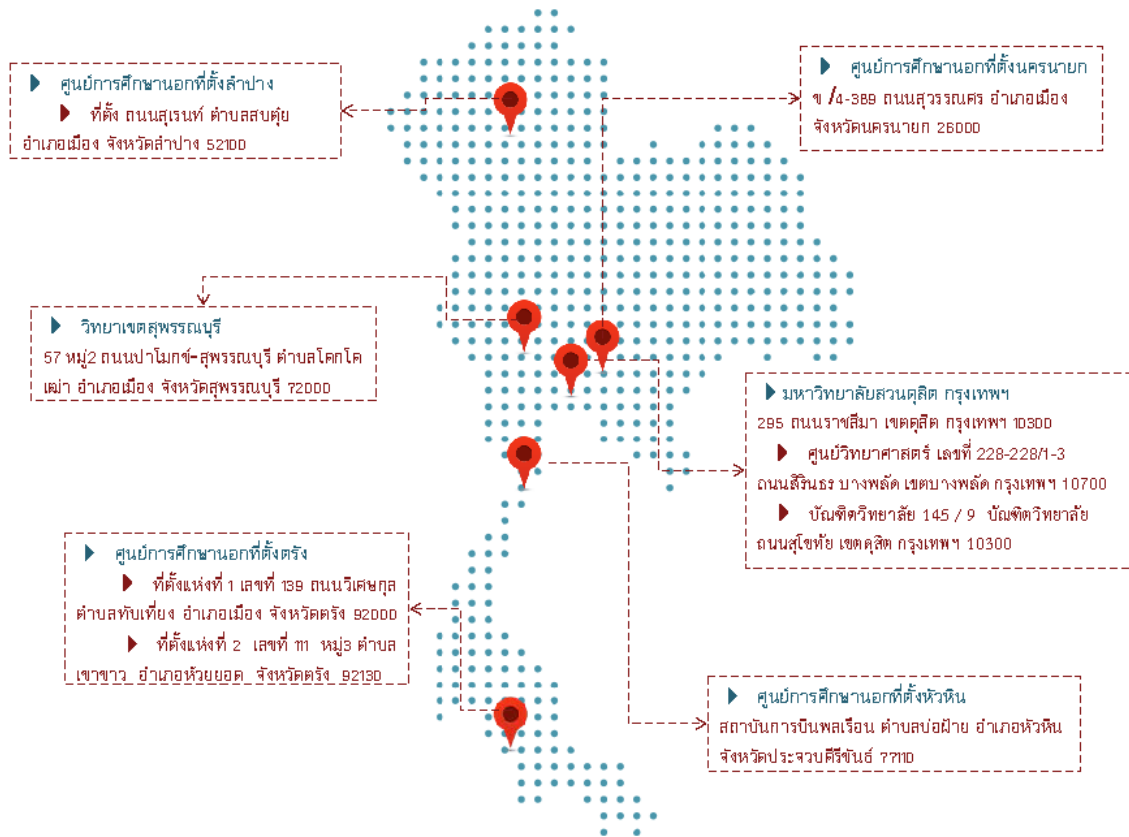 ศูนย์การศึกษานอกที่ตั้งลำปาง
ที่ตั้ง ถนนสุเรนท์ ตำบลสบตุ๋ย
อำเภอเมือง จังหวัดลำปาง 52100
ศูนย์การศึกษานอกที่ตั้งนครนายก
ข /4-389 ถนนสุวรรณศร อำเภอเมือง
จังหวัดนครนายก 26000
วิทยาเขตสุพรรณบุรี
57 หมู่2 ถนนปาโมกข์-สุพรรณบุรี ตำบลโคกโค
เฒ่า อำเภอเมือง จังหวัดสุพรรณบุรี 72000
มหาวิทยาลัยสวนดุสิต กรุงเทพฯ
295 ถนนราชสีมา เขตดุสิต กรุงเทพฯ 10300
ศูนย์วิทยาศาสตร์ เลขที่ 228-228/1-3
ถนนสิรินธร บางพลัด เขตบางพลัด กรุงเทพฯ 10700
บัณฑิตวิทยาลัย 145 / 9 บัณฑิตวิทยาลัย
ถนนสุโขทัย เขตดุสิต กรุงเทพฯ 10300
ศูนย์การศึกษานอกที่ตั้งตรัง
ที่ตั้งแห่งที่ 1 เลขที่ 139 ถนนวิเศษกุล
ตำบลทับเที่ยง อำเภอเมือง จังหวัดตรัง 92000
ที่ตั้งแห่งที่ 2 เลขที่ 111 หมู่3 ตำบล
เขาขาว อำเภอห้วยยอด จังหวัดตรัง 92130
ศูนย์การศึกษานอกที่ตั้งหัวหิน
สถาบันการบินพลเรือน ตำบลบ่อฝ้าย อำเภอหัวหิน
จังหวัดประจวบคีรีขันธ์ 77110